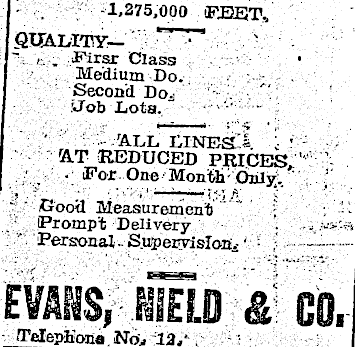 1,275,000 FEET.
QUALITY—
Firsr Class
Medium Do.
Second Do.
Job Lots.
ALL LINES
AT REDUCED PRICES,
For One Month Only.
Good Measurement
Prompt Delivery
Personal Supervision.
EVANS, NIELD & CO.
Telephone No. 12.